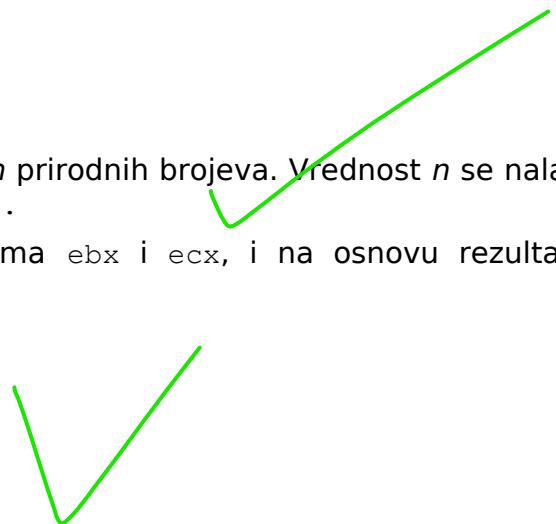 n prirodnih brojeva. Vrednost n se nala
.
ma ebx i ecx, i na osnovu rezulta